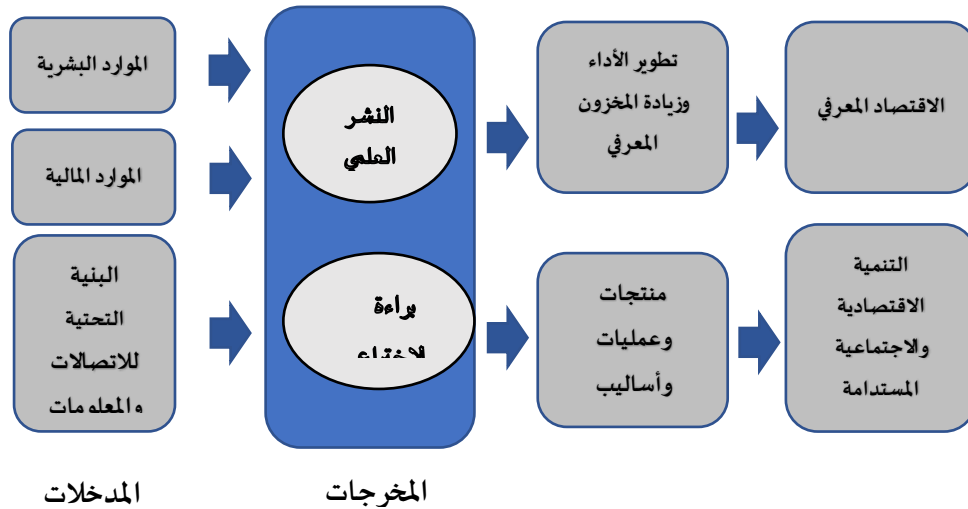 الموارد البشرية
الموارد المالية
البنية
التحتية
للاتصالات
والمعلومات
النشر
العلمي
براءة
الاختراع
تطوير الأداء
وزيادة المخزون
المعرفي
منتجات
وعمليات
وأساليب
الاقتصاد المعرفي
التنمية
الاقتصادية
والاجتماعية
المستدامة
المدخلات
المخرجات